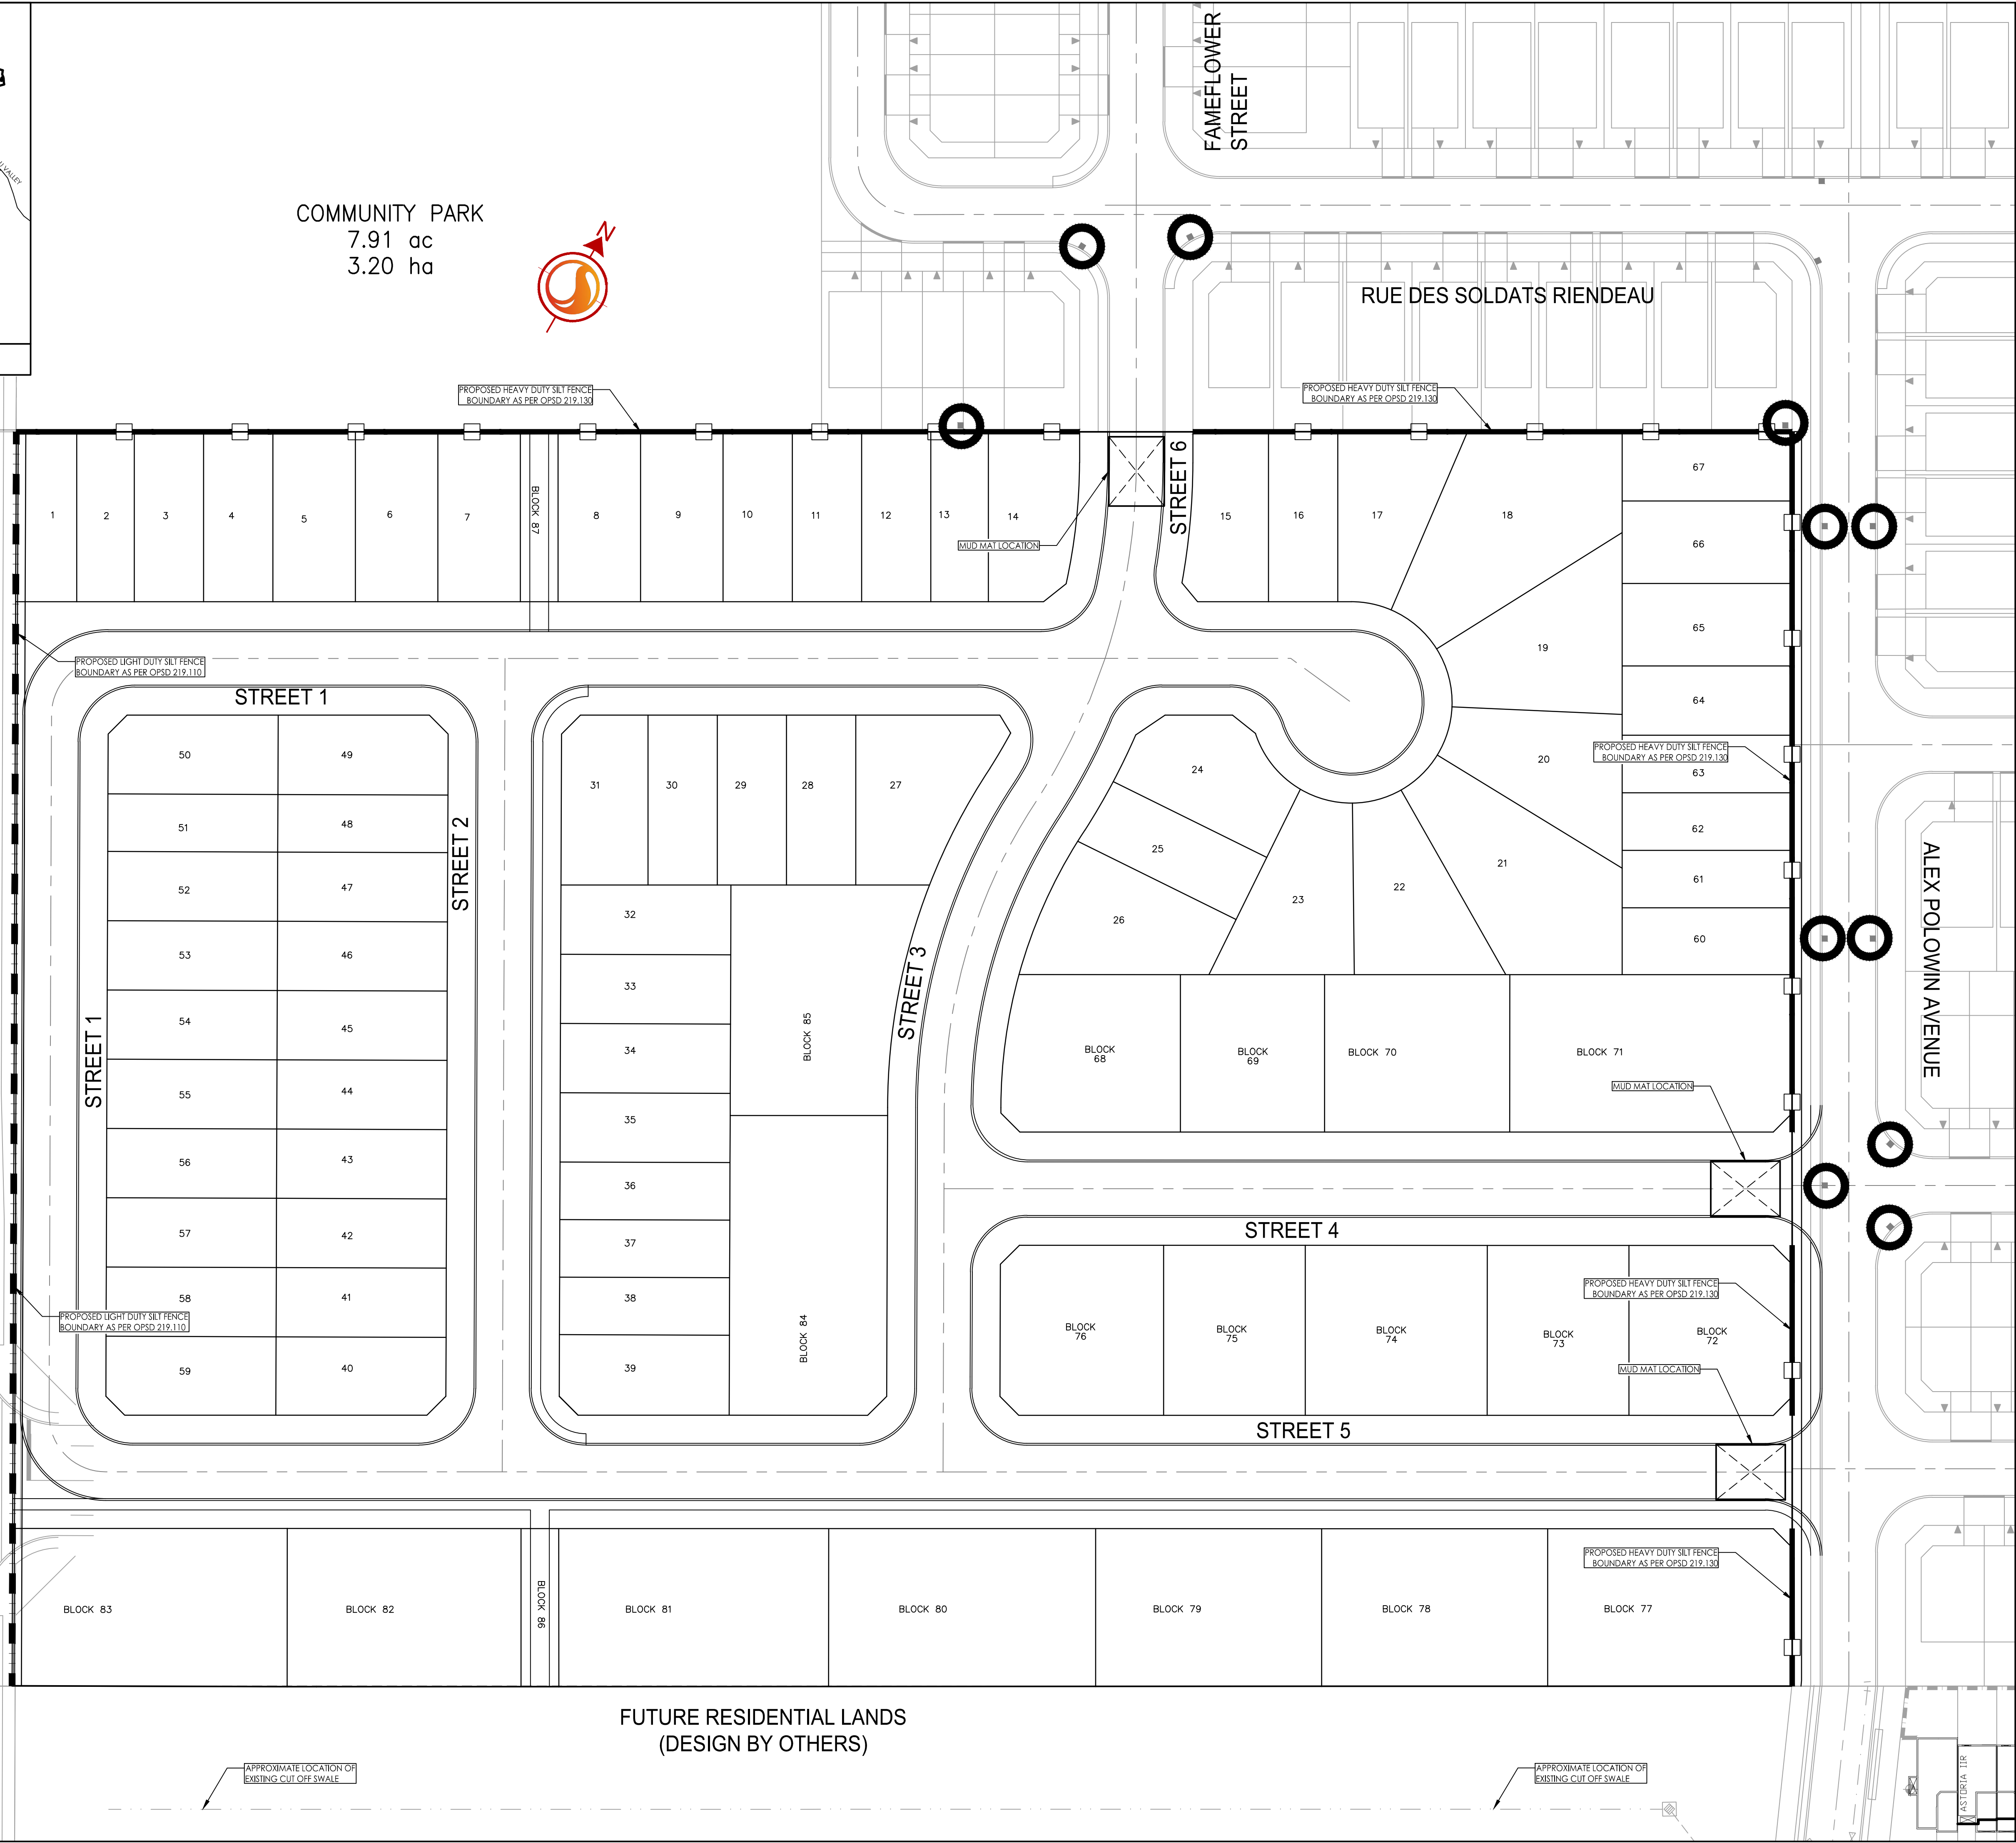 FAMEFLOWER
STREET
VALLEY
COMMUNITY PARK
7.91 ac
3.20 ha
N
RUE DES SOLDATS RIENDEAU
PROPOSED HEAVY DUTY SILT FENCE
BOUNDARY AS PER OPSD 219.130
PROPOSED HEAVY DUTY SILT FENCE
BOUNDARY AS PER OPSD 219.130
1
2
3
4
5
6
7
BLOCK 87
8
9
10
11
12
13
14
MUD MAT LOCATION
STREET 6
15
16
17
18
67
66
65
64
19
PROPOSED LIGHT DUTY SILT FENCE
BOUNDARY AS PER OPSD 219.110
STREET 1
50
49
51
48
52
47
53
46
54
45
55
44
56
43
57
42
58
41
59
40
STREET 1
STREET 2
PROPOSED LIGHT DUTY SILT FENCE
BOUNDARY AS PER OPSD 219.110
31
30
29
28
27
32
33
34
35
36
37
38
39
BLOCK 85
BLOCK 84
STREET 3
24
25
26
23
22
21
20
PROPOSED HEAVY DUTY SILT FENCE
BOUNDARY AS PER OPSD 219.130
63
62
61
60
ALEX POLOWIN AVENUE
BLOCK
68
BLOCK
69
BLOCK 70
BLOCK 71
MUD MAT LOCATION
STREET 4
PROPOSED HEAVY DUTY SILT FENCE
BOUNDARY AS PER OPSD 219.130
BLOCK
76
BLOCK
75
BLOCK
74
BLOCK
73
BLOCK
72
MUD MAT LOCATION
STREET 5
PROPOSED HEAVY DUTY SILT FENCE
BOUNDARY AS PER OPSD 219.130
BLOCK 83
BLOCK 82
BLOCK 86
BLOCK 81
BLOCK 80
BLOCK 79
BLOCK 78
BLOCK 77
FUTURE RESIDENTIAL LANDS
(DESIGN BY OTHERS)
APPROXIMATE LOCATION OF
EXISTING CUT OFF SWALE
APPROXIMATE LOCATION OF
EXISTING CUT OFF SWALE
ASTORIA IIR